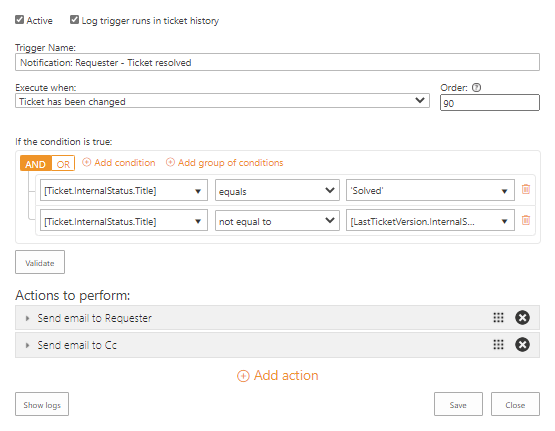 Active Log trigger runs in ticket history
Trigger Name:
Notification: Requester - Ticket resolved
Execute when: Order: ?
Ticket has been changed 90
If the condition is true:
AND OR Add condition Add group of conditions
[Ticket.InternalStatus.Title] equals 'Solved'
[Ticket.InternalStatus.Title] not equal to [LastTicketVersion.InternalS...
Validate
Actions to perform:
Send email to Requester
Send email to Cc
Add action
Show logs Save Close